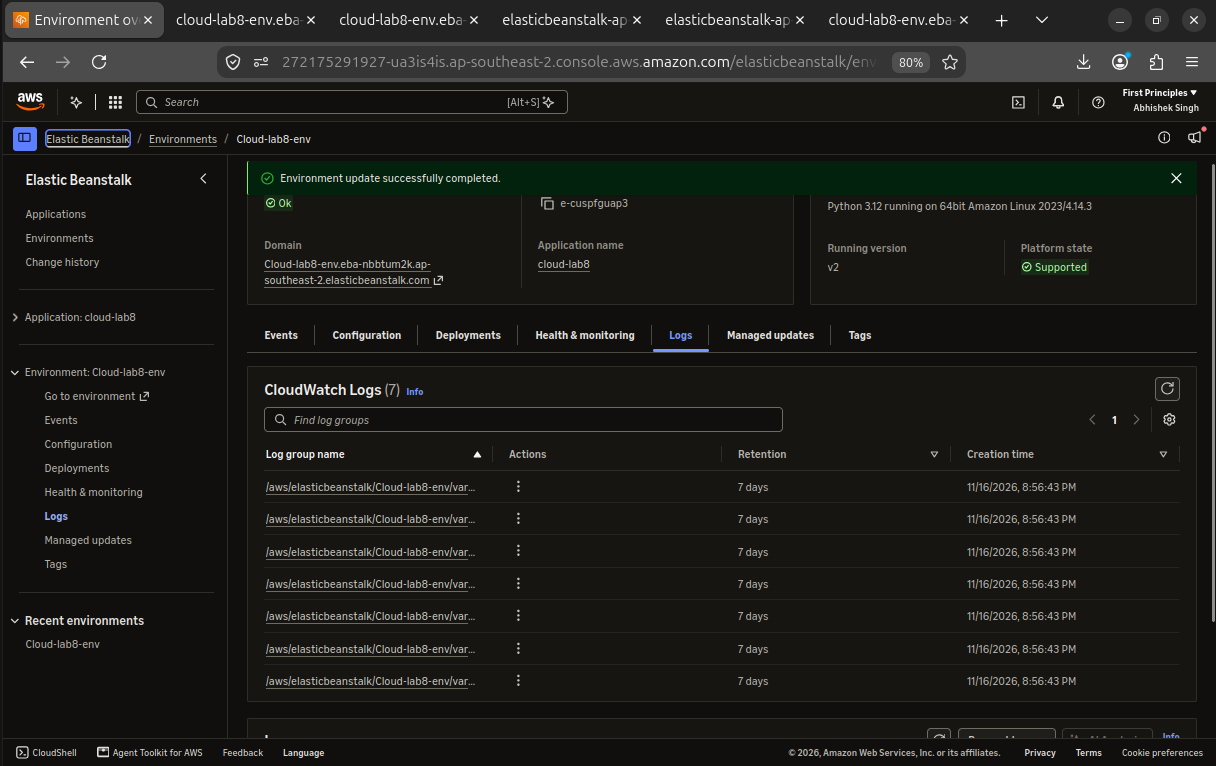 Environment ov
cloud-lab8-env.eba-
cloud-lab8-env.eba-
elasticbeanstalk-ap
elasticbeanstalk-ap
cloud-lab8-env.eba-
272175291927-ua3is4is.ap-southeast-2.console.aws.amazon.com/elasticbeanstalk/env
80%
aws
Search
[Alt+S]
First Principles
Abhishek Singh
Elastic Beanstalk / Environments / Cloud-lab8-env
Elastic Beanstalk
Applications
Environments
Change history
Application: cloud-lab8
Environment: Cloud-lab8-env
Go to environment
Events
Configuration
Deployments
Health & monitoring
Logs
Managed updates
Tags
Recent environments
Cloud-lab8-env
Environment update successfully completed.
Ok
e-cuspfguap3
Python 3.12 running on 64bit Amazon Linux 2023/4.14.3
Domain
Cloud-lab8-env.eba-nbbtum2k.ap-
southeast-2.elasticbeanstalk.com
Application name
cloud-lab8
Running version
v2
Platform state
Supported
Events
Configuration
Deployments
Health & monitoring
Logs
Managed updates
Tags
CloudWatch Logs (7) Info
Find log groups
1
Log group name Actions Retention Creation time
/aws/elasticbeanstalk/Cloud-lab8-env/var... 7 days 11/16/2026, 8:56:43 PM
/aws/elasticbeanstalk/Cloud-lab8-env/var... 7 days 11/16/2026, 8:56:43 PM
/aws/elasticbeanstalk/Cloud-lab8-env/var... 7 days 11/16/2026, 8:56:43 PM
/aws/elasticbeanstalk/Cloud-lab8-env/var... 7 days 11/16/2026, 8:56:43 PM
/aws/elasticbeanstalk/Cloud-lab8-env/var... 7 days 11/16/2026, 8:56:43 PM
/aws/elasticbeanstalk/Cloud-lab8-env/var... 7 days 11/16/2026, 8:56:43 PM
/aws/elasticbeanstalk/Cloud-lab8-env/var... 7 days 11/16/2026, 8:56:43 PM
Info
CloudShell
Agent Toolkit for AWS
Feedback
Language
© 2026, Amazon Web Services, Inc. or its affiliates.
Privacy
Terms
Cookie preferences